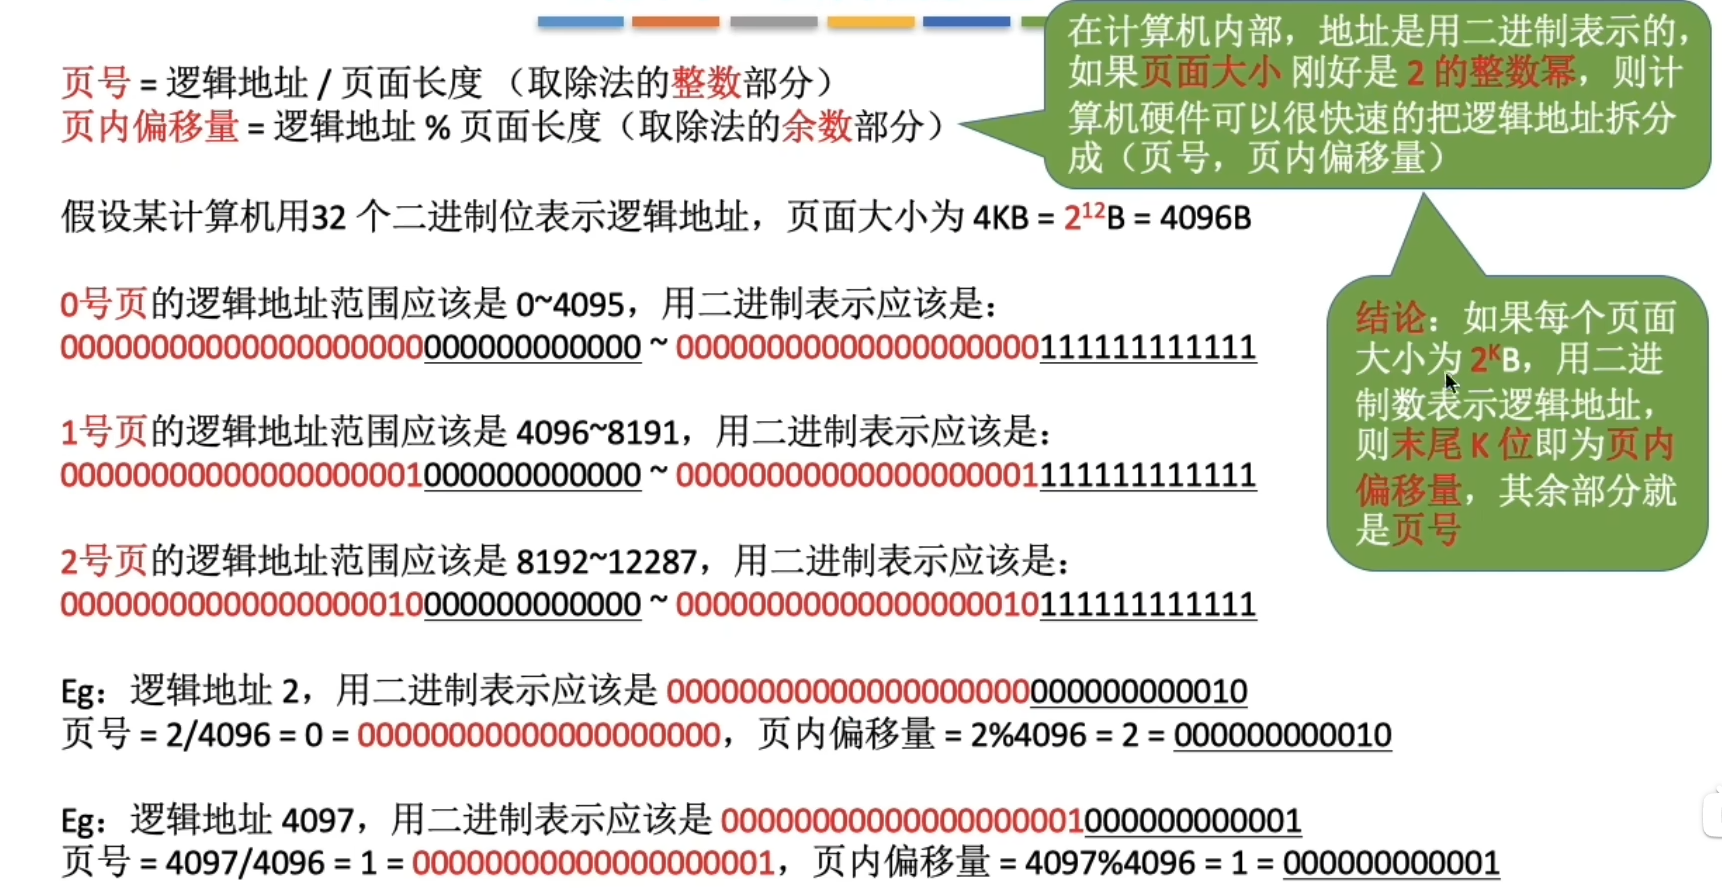 页号 = 逻辑地址 / 页面长度 （取除法的整数部分）
页内偏移量 = 逻辑地址 % 页面长度（取除法的余数部分）
在计算机内部，地址是用二进制表示的，
如果页面大小 刚好是 2 的整数幂，则计
算机硬件可以很快速的把逻辑地址拆分
成（页号，页内偏移量）
假设某计算机用32 个二进制位表示逻辑地址，页面大小为 4KB = 2¹²B = 4096B
结论：如果每个页面
大小为 2ᴷB，用二进
制数表示逻辑地址，
则末尾 K 位即为页内
偏移量，其余部分就
是页号
0号页的逻辑地址范围应该是 0~4095，用二进制表示应该是：
00000000000000000000000000000000 ~ 00000000000000000000111111111111
1号页的逻辑地址范围应该是 4096~8191，用二进制表示应该是：
00000000000000000001000000000000 ~ 00000000000000000001111111111111
2号页的逻辑地址范围应该是 8192~12287，用二进制表示应该是：
00000000000000000010000000000000 ~ 00000000000000000010111111111111
Eg：逻辑地址 2，用二进制表示应该是 00000000000000000000000000000010
页号 = 2/4096 = 0 = 00000000000000000000，页内偏移量 = 2%4096 = 2 = 000000000010
Eg：逻辑地址 4097，用二进制表示应该是 00000000000000000001000000000001
页号 = 4097/4096 = 1 = 00000000000000000001，页内偏移量 = 4097%4096 = 1 = 000000000001